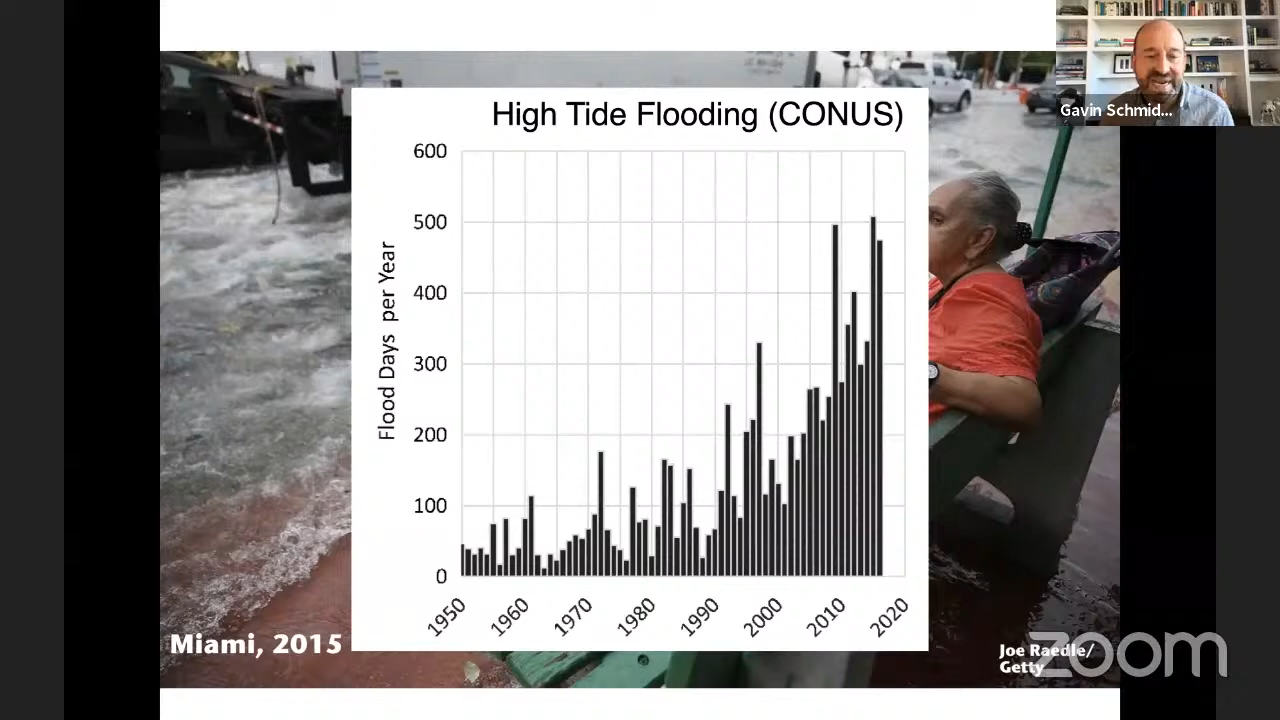 Gavin Schmid...
High Tide Flooding (CONUS)
600
500
400
300
200
100
0
Flood Days per Year
1950
1960
1970
1980
1990
2000
2010
2020
Miami, 2015
Joe Raedle/
Getty
zoom